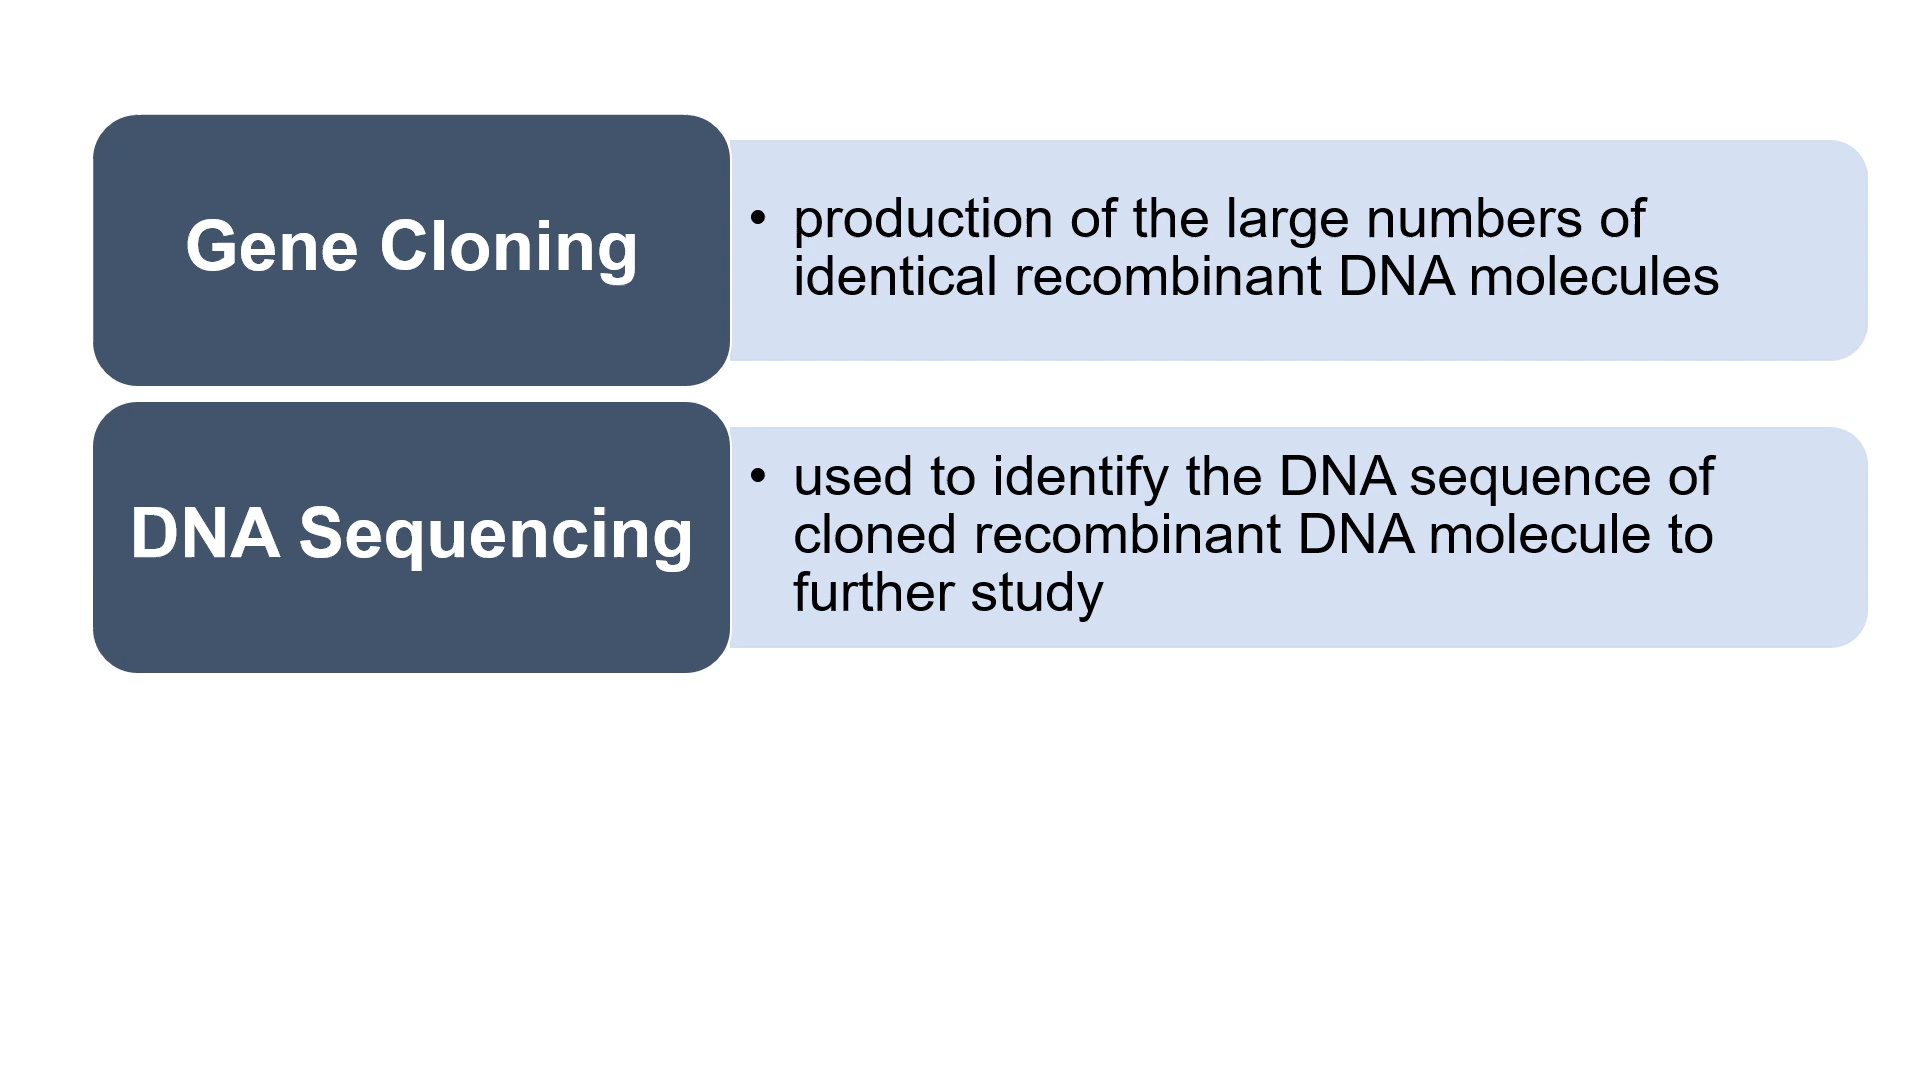 Gene Cloning
• production of the large numbers of
identical recombinant DNA molecules
DNA Sequencing
• used to identify the DNA sequence of
cloned recombinant DNA molecule to
further study